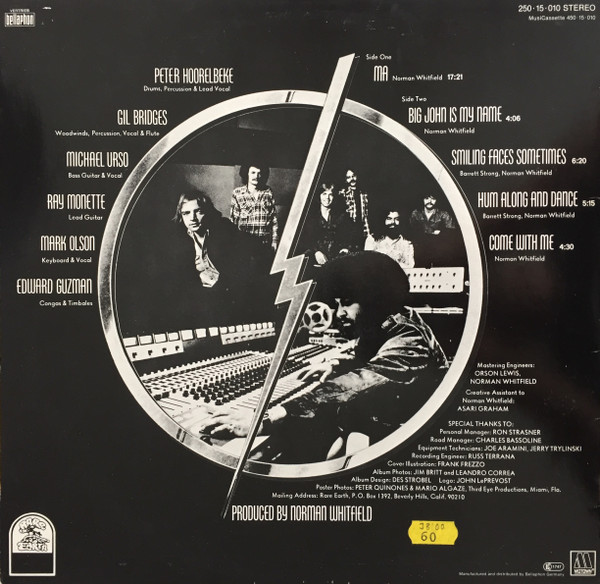 VERTRIEB
bellaphon
250·15·010 STEREO
MusiCassette 450·15·010
PETER HOORELBEKE
Drums, Percussion & Lead Vocal
GIL BRIDGES
Woodwinds, Percussion, Vocal & Flute
MICHAEL URSO
Bass Guitar & Vocal
RAY MONETTE
Lead Guitar
MARK OLSON
Keyboard & Vocal
EDWARD GUZMAN
Congas & Timbales
Side One
MA Norman Whitfield 17:21
Side Two
BIG JOHN IS MY NAME 4:06
Norman Whitfield
SMILING FACES SOMETIMES 6:20
Barrett Strong, Norman Whitfield
HUM ALONG AND DANCE 5:15
Barrett Strong, Norman Whitfield
COME WITH ME 4:30
Norman Whitfield
Mastering Engineers:
ORSON LEWIS,
NORMAN WHITFIELD
Creative Assistant to
Norman Whitfield:
ASARI GRAHAM
SPECIAL THANKS TO:
Personal Manager: RON STRASNER
Road Manager: CHARLES BASSOLINE
Equipment Technicians: JOE ARAMINI, JERRY TRYLINSKI
Recording Engineer: RUSS TERRANA
Cover Illustration: FRANK FREZZO
Album Photos: JIM BRITT and LEANDRO CORREA
Album Design: DES STROBEL Logo: JOHN LePREVOST
Poster Photos: PETER QUINONES & MARIO ALGAZE, Third Eye Productions, Miami, Fla.
Mailing Address: Rare Earth, P.O. Box 1392, Beverly Hills, Calif. 90210
PRODUCED BY NORMAN WHITFIELD
60
RARE
EARTH
MOTOWN
Manufactured and distributed by Bellaphon Germany